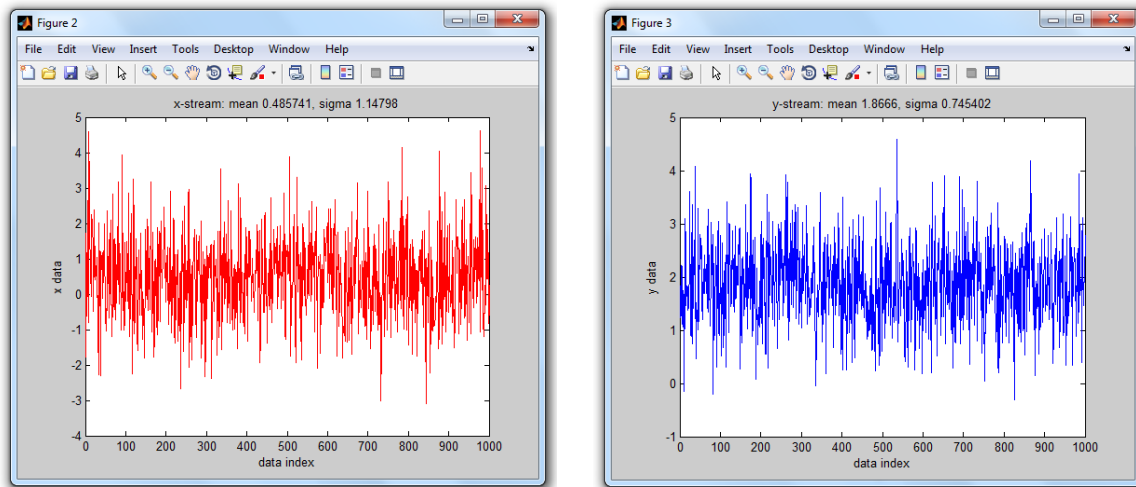 Figure 2
File Edit View Insert Tools Desktop Window Help
x-stream: mean 0.485741, sigma 1.14798
5
4
3
2
1
0
-1
-2
-3
-4
x data
0 100 200 300 400 500 600 700 800 900 1000
data index
Figure 3
File Edit View Insert Tools Desktop Window Help
y-stream: mean 1.8666, sigma 0.745402
5
4
3
2
1
0
-1
y data
0 100 200 300 400 500 600 700 800 900 1000
data index